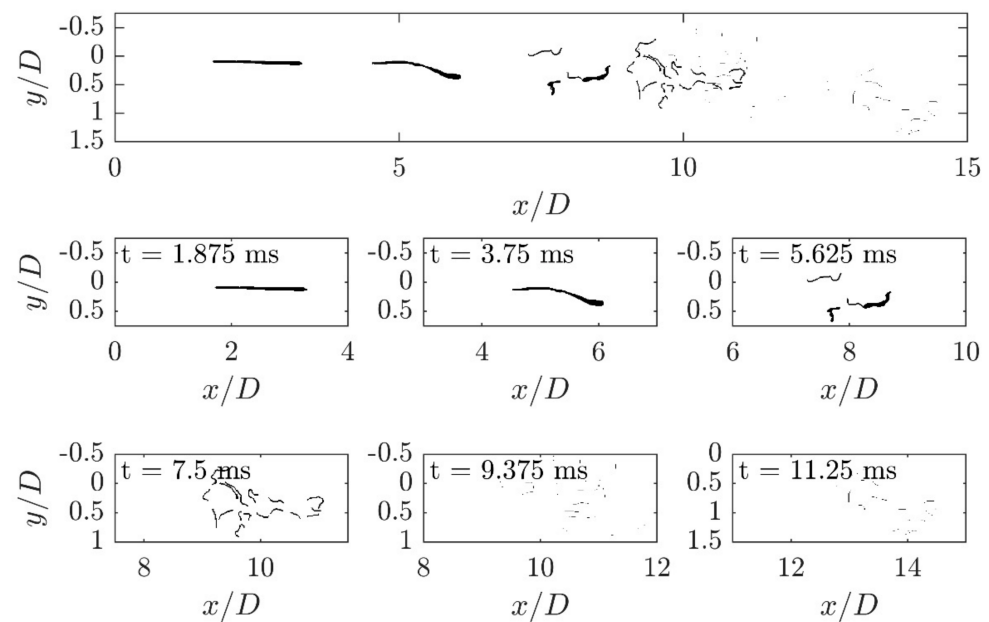 -0.5
0
0.5
1
1.5
y/D
0 5 10 15
x/D
-0.5
0
0.5
y/D
t = 1.875 ms
0 2 4
x/D
-0.5
0
0.5
t = 3.75 ms
4 6
x/D
-0.5
0
0.5
t = 5.625 ms
6 8 10
x/D
-0.5
0
0.5
1
y/D
t = 7.5 ms
8 10
x/D
-0.5
0
0.5
1
t = 9.375 ms
8 10 12
x/D
0
0.5
1
1.5
t = 11.25 ms
12 14
x/D